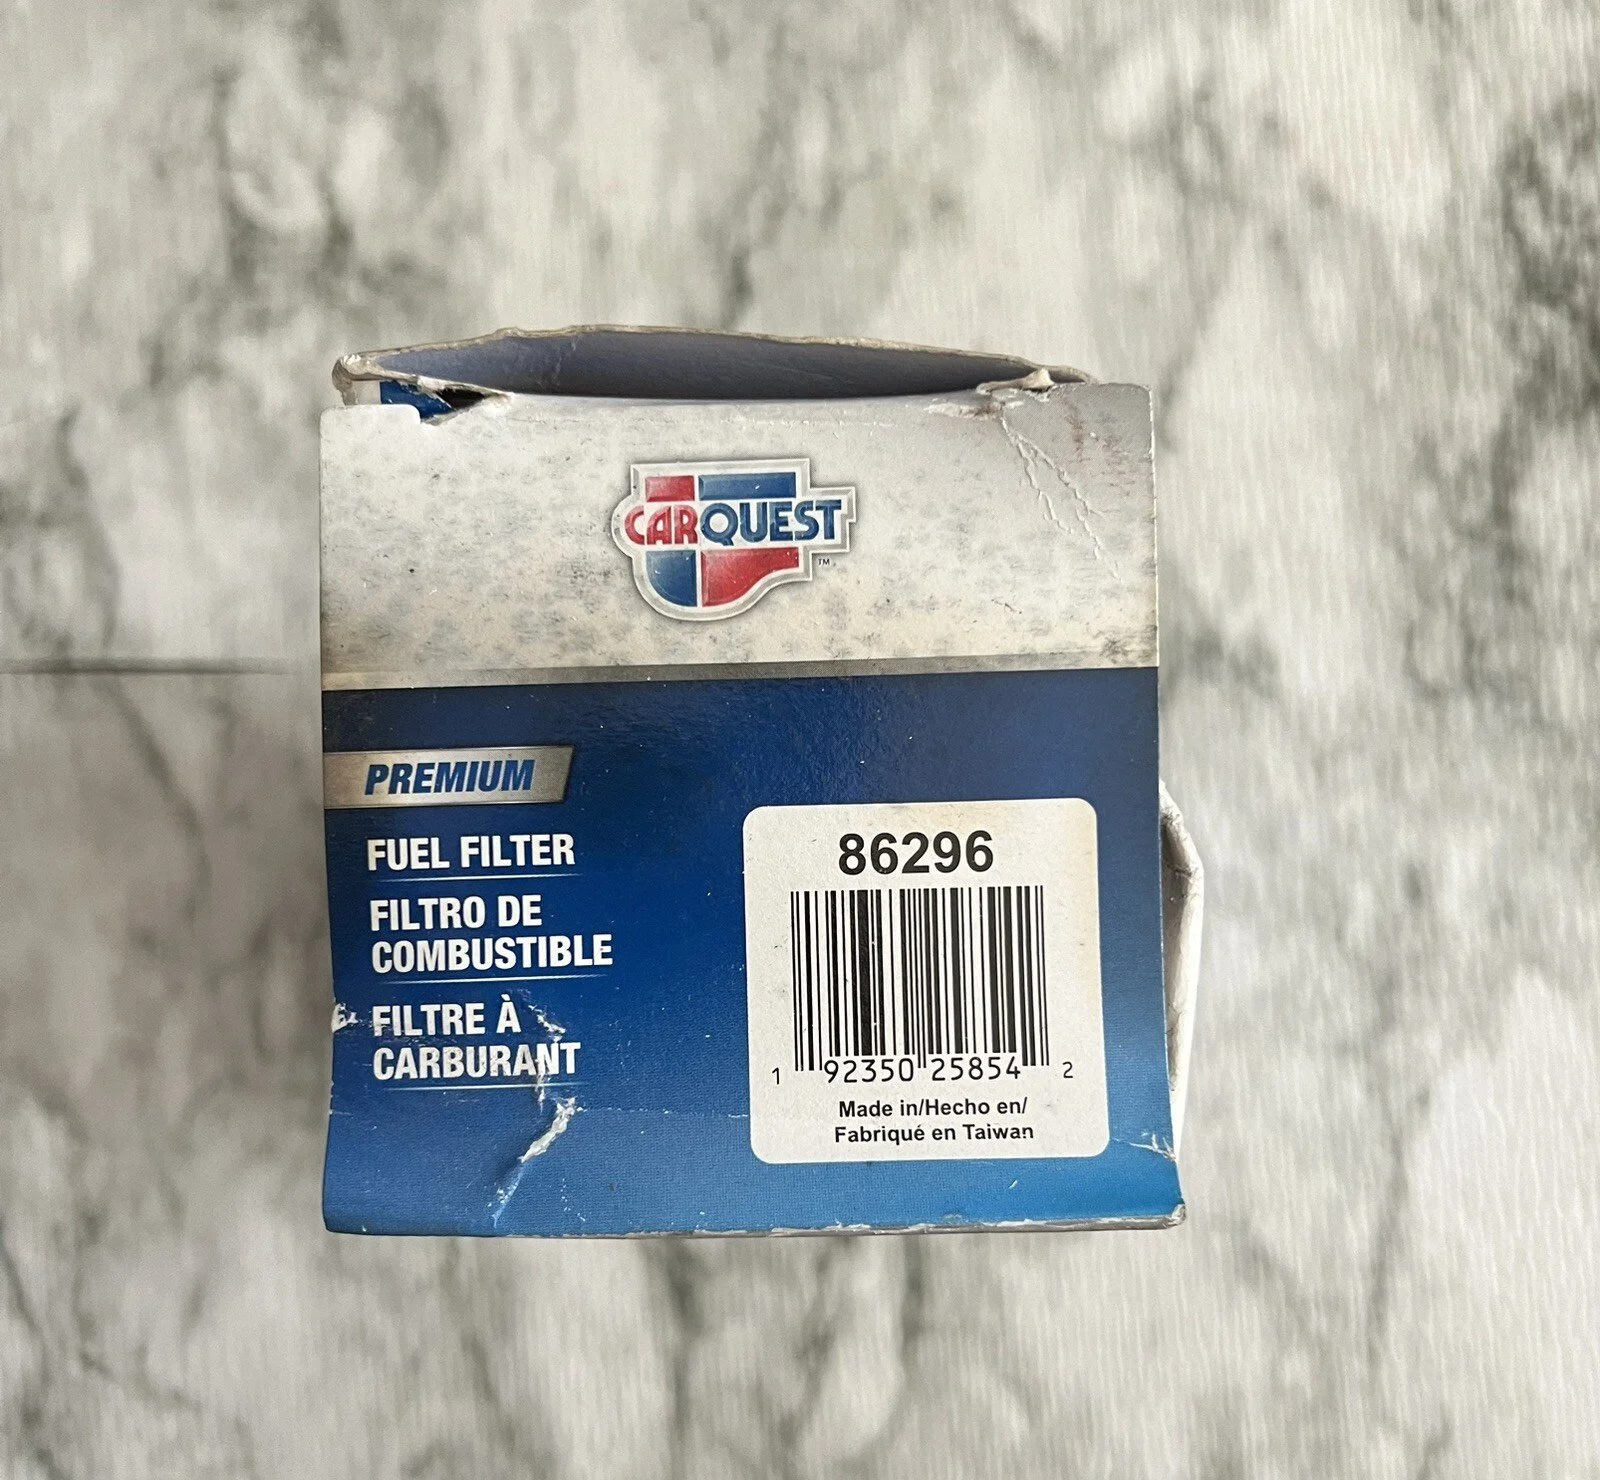 CARQUEST
TM
PREMIUM
FUEL FILTER
FILTRO DE
COMBUSTIBLE
FILTRE À
CARBURANT
86296
1 92350 25854 2
Made in/Hecho en/
Fabriqué en Taiwan